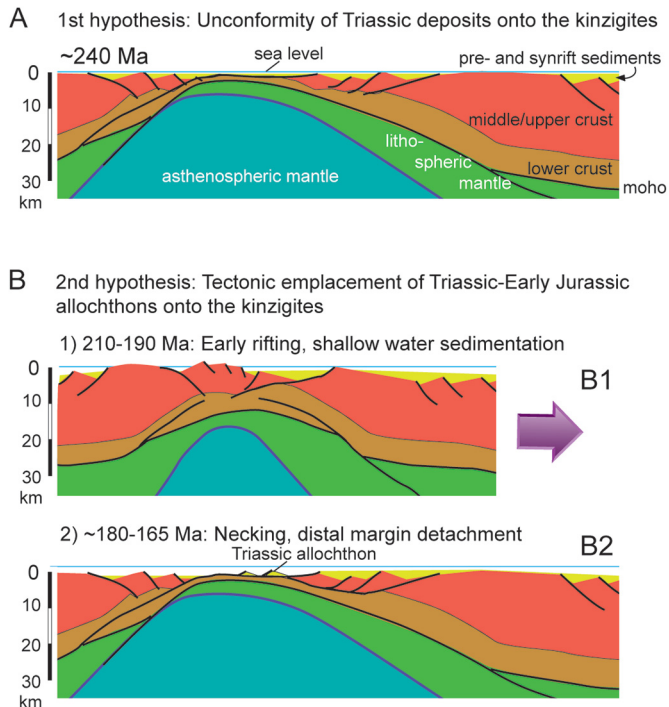 A
1st hypothesis: Unconformity of Triassic deposits onto the kinzigites
~240 Ma
sea level
pre- and synrift sediments
0
10
20
30
km
middle/upper crust
litho-
spheric
mantle
asthenospheric mantle
lower crust
moho
B
2nd hypothesis: Tectonic emplacement of Triassic-Early Jurassic
allochthons onto the kinzigites
1) 210-190 Ma: Early rifting, shallow water sedimentation
B1
0
10
20
30
km
2) ~180-165 Ma: Necking, distal margin detachment
B2
Triassic allochthon
0
10
20
30
km